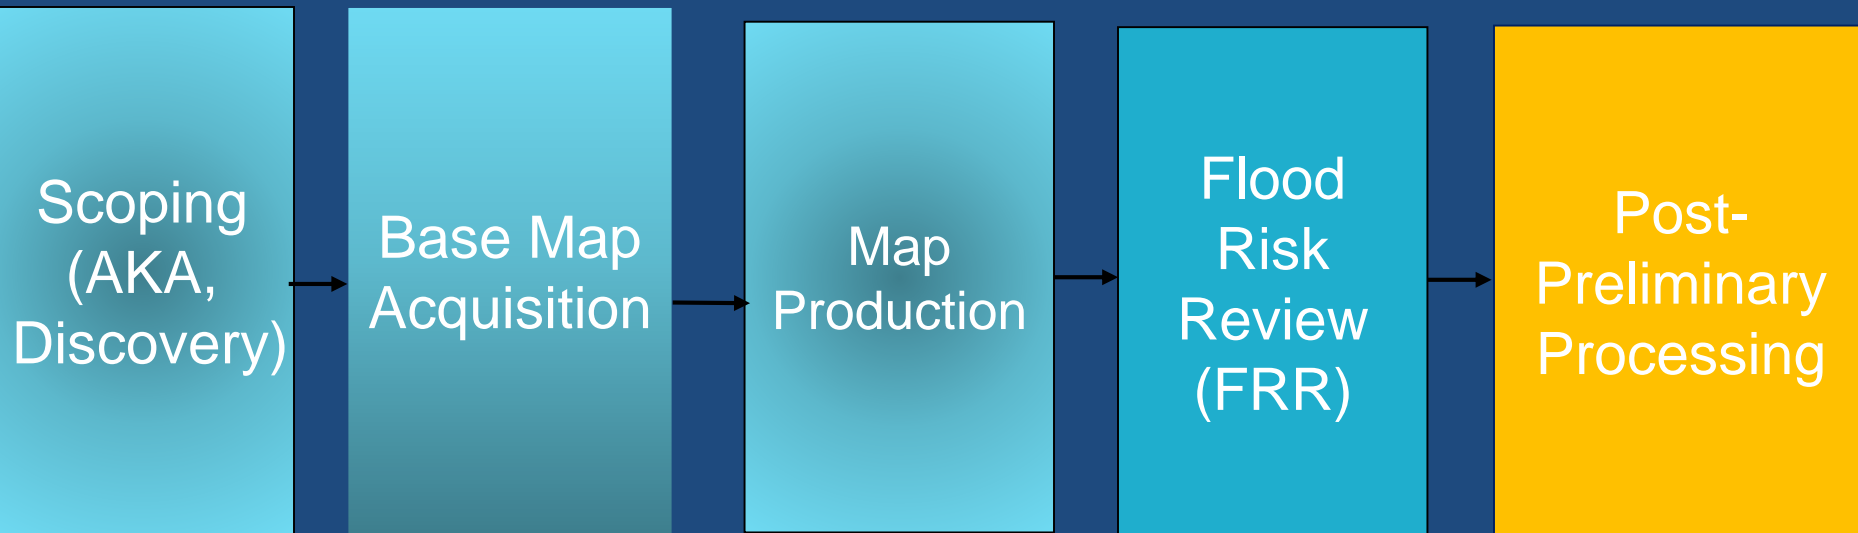 Scoping
(AKA,
Discovery)
Base Map
Acquisition
Map
Production
Flood
Risk
Review
(FRR)
Post-
Preliminary
Processing